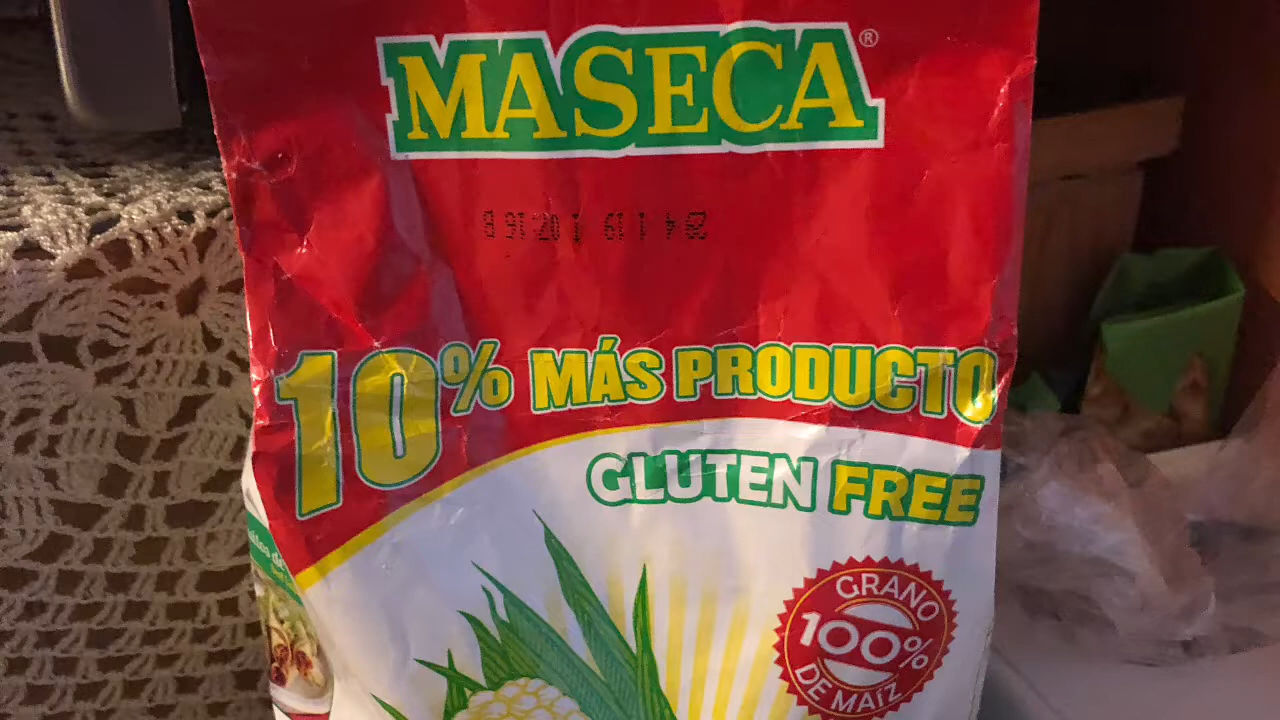 MASECA®
10% MÁS PRODUCTO
GLUTEN FREE
GRANO
100%
DE MAÍZ